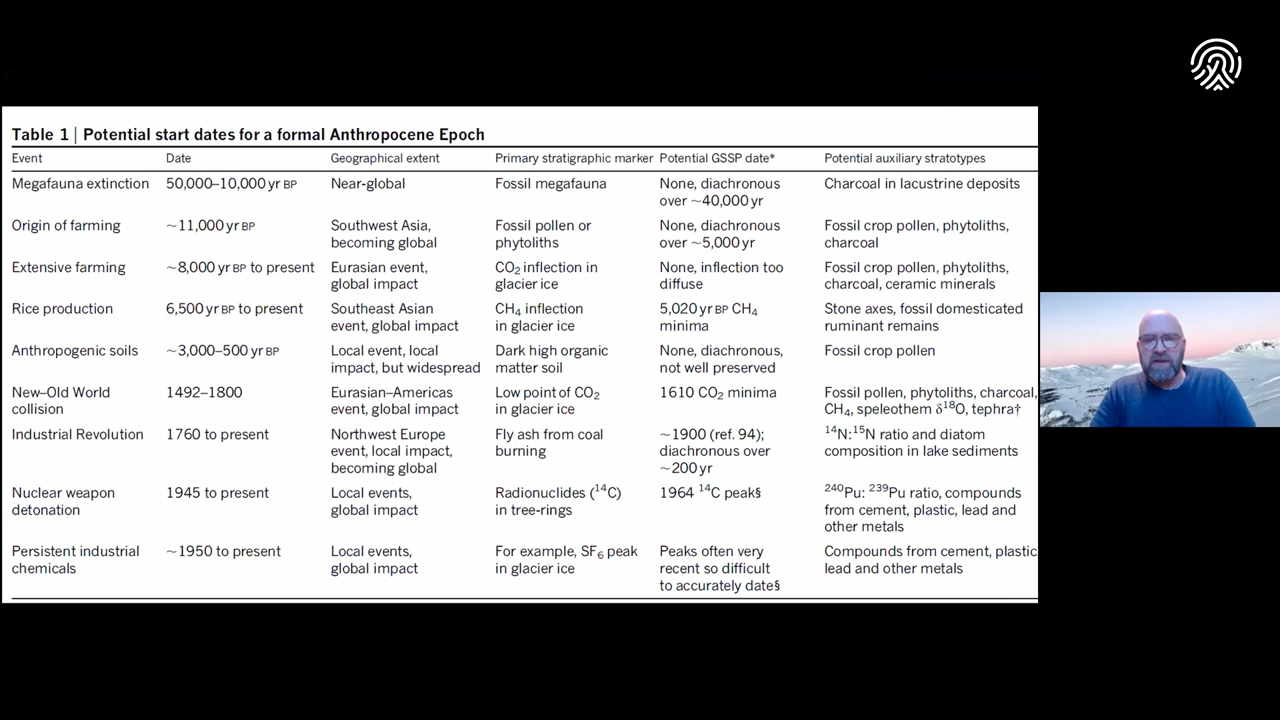 Table 1 | Potential start dates for a formal Anthropocene Epoch
Event Date Geographical extent Primary stratigraphic marker Potential GSSP date* Potential auxiliary stratotypes
Megafauna extinction 50,000–10,000 yr BP Near-global Fossil megafauna None, diachronous Charcoal in lacustrine deposits
over ~40,000 yr
Origin of farming ~11,000 yr BP Southwest Asia, Fossil pollen or None, diachronous Fossil crop pollen, phytoliths,
becoming global phytoliths over ~5,000 yr charcoal
Extensive farming ~8,000 yr BP to present Eurasian event, CO₂ inflection in None, inflection too Fossil crop pollen, phytoliths,
global impact glacier ice diffuse charcoal, ceramic minerals
Rice production 6,500 yr BP to present Southeast Asian CH₄ inflection 5,020 yr BP CH₄ Stone axes, fossil domesticated
event, global impact in glacier ice minima ruminant remains
Anthropogenic soils ~3,000–500 yr BP Local event, local Dark high organic None, diachronous, Fossil crop pollen
impact, but widespread matter soil not well preserved
New–Old World 1492–1800 Eurasian–Americas Low point of CO₂ 1610 CO₂ minima Fossil pollen, phytoliths, charcoal,
collision event, global impact in glacier ice CH₄, speleothem δ¹⁸O, tephra†
Industrial Revolution 1760 to present Northwest Europe Fly ash from coal ~1900 (ref. 94); ¹⁴N:¹⁵N ratio and diatom
event, local impact, burning diachronous over composition in lake sediments
becoming global ~200 yr
Nuclear weapon 1945 to present Local events, Radionuclides (¹⁴C) 1964 ¹⁴C peak§ ²⁴⁰Pu: ²³⁹Pu ratio, compounds
detonation global impact in tree-rings from cement, plastic, lead and
other metals
Persistent industrial ~1950 to present Local events, For example, SF₆ peak Peaks often very Compounds from cement, plastic
chemicals global impact in glacier ice recent so difficult lead and other metals
to accurately date§